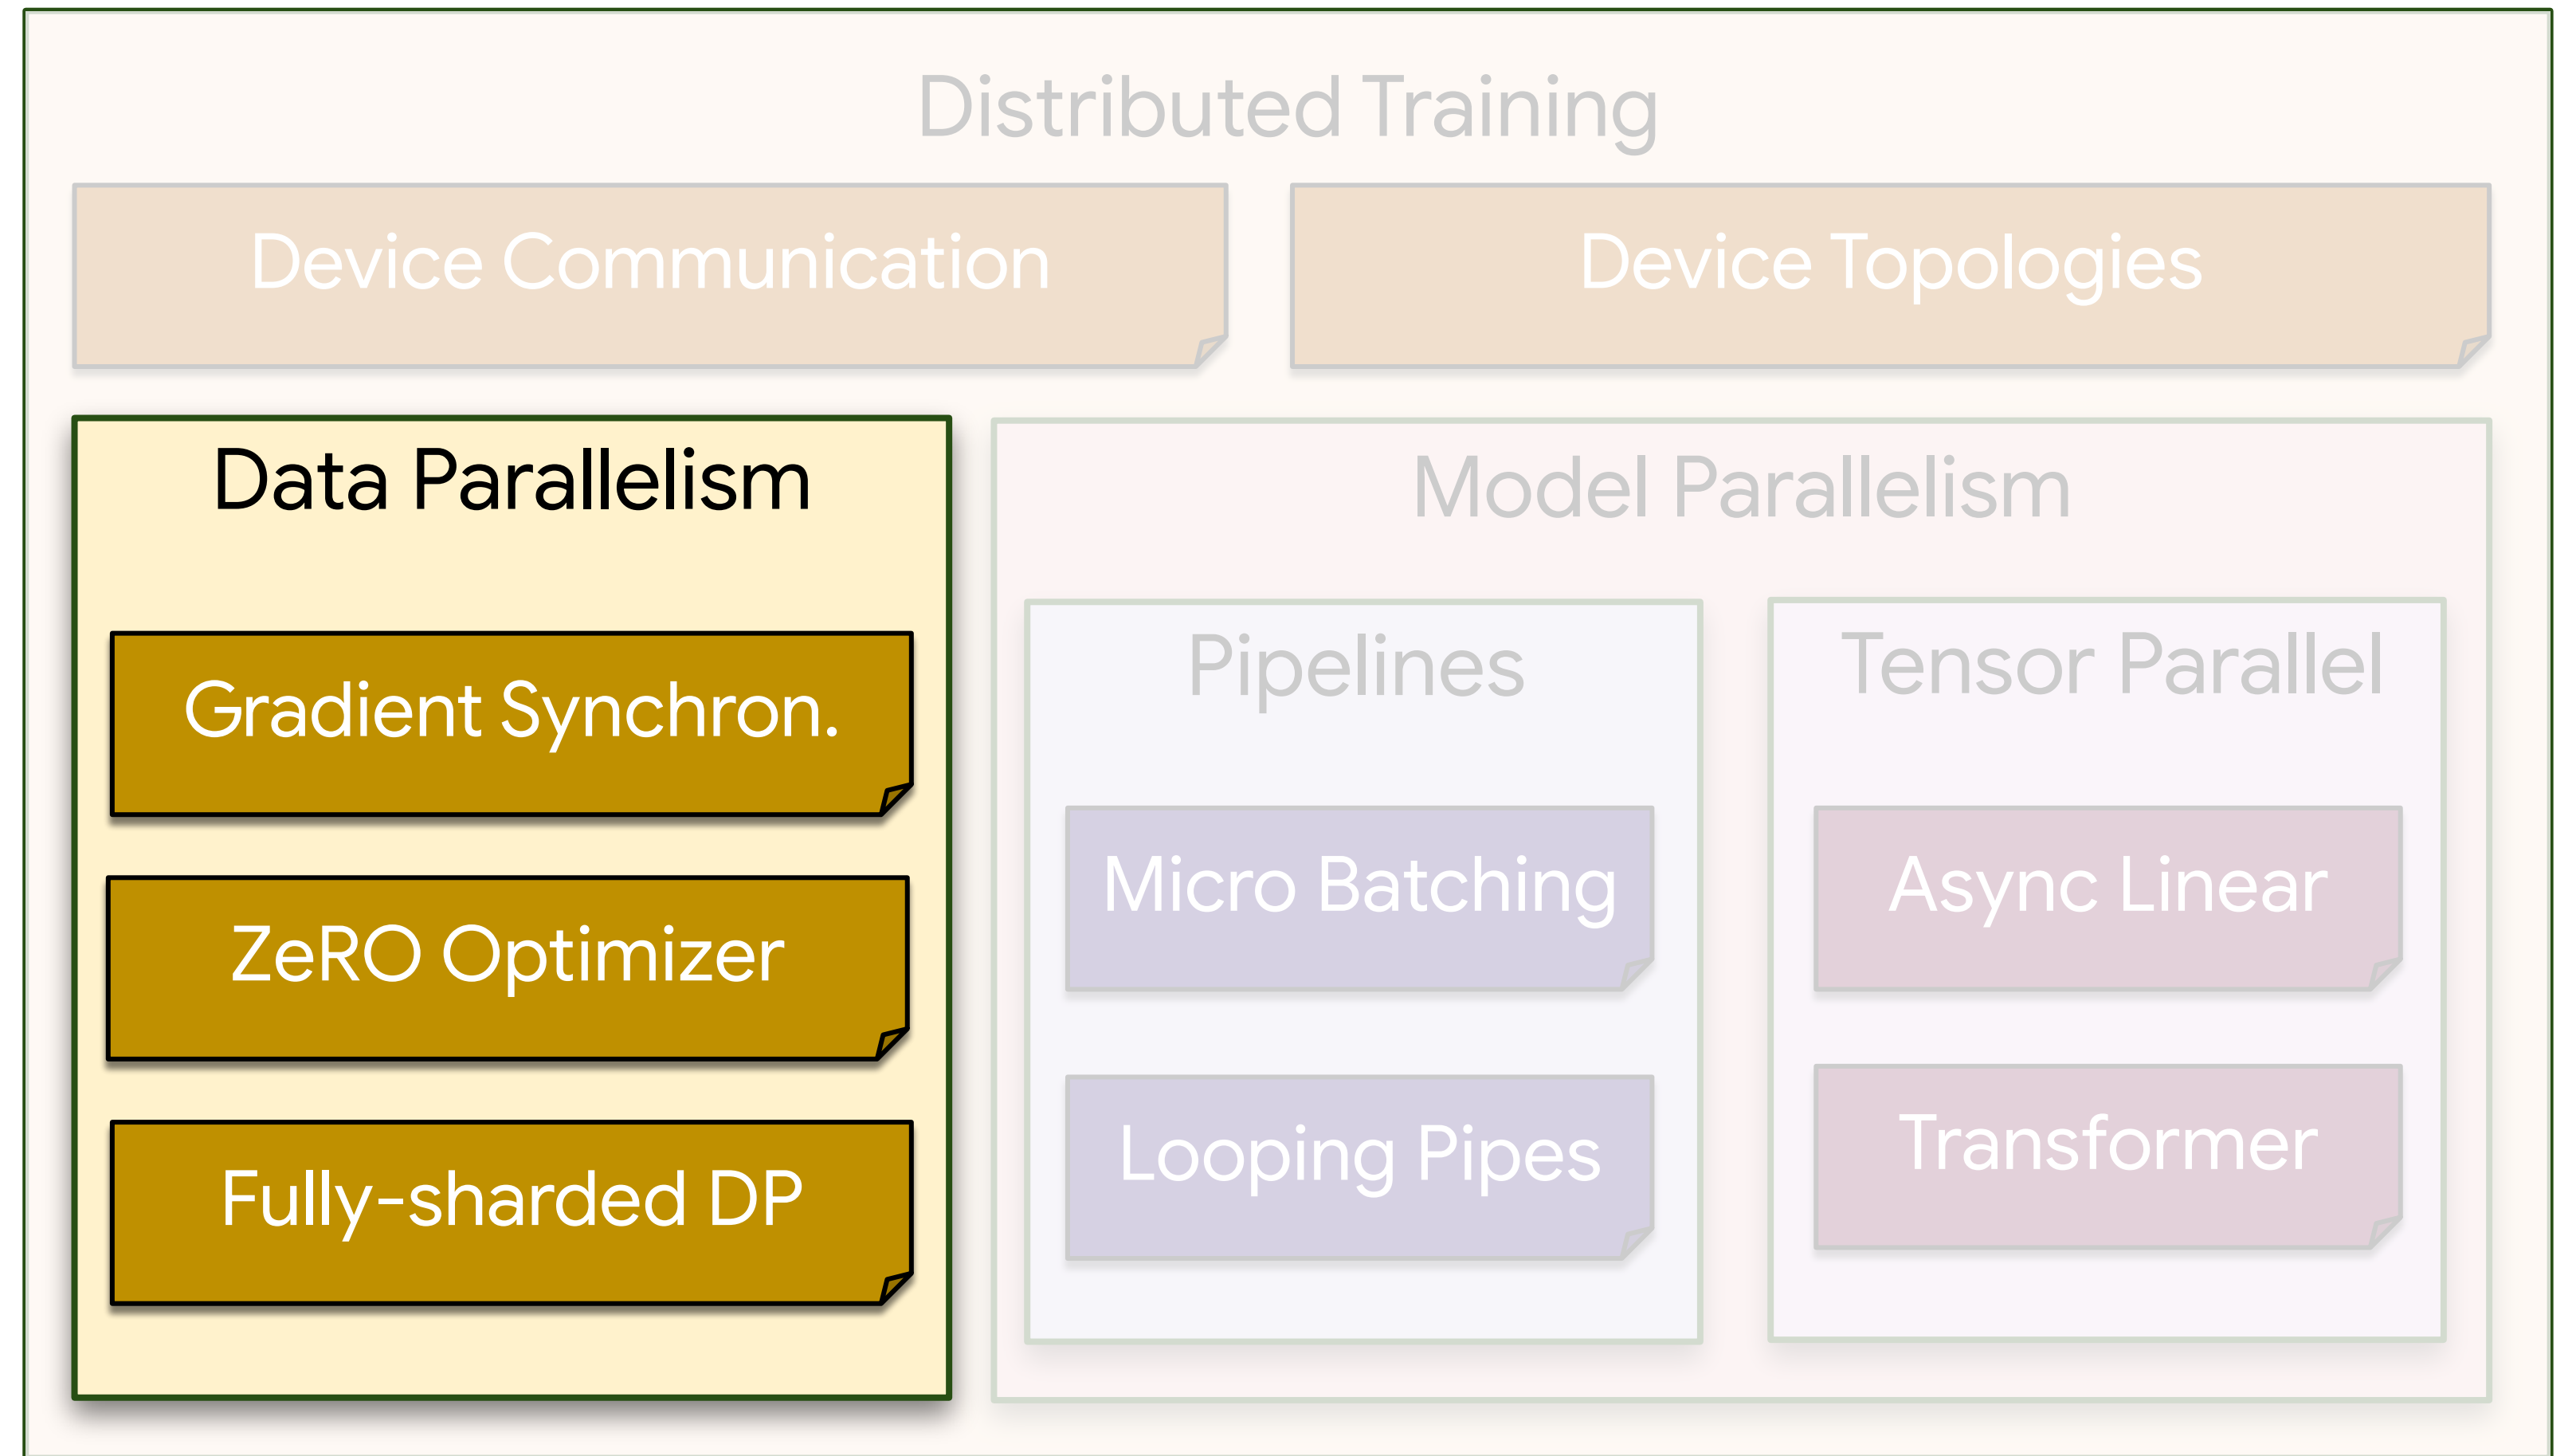 Distributed Training
Device Communication
Device Topologies
Data Parallelism
Gradient Synchron.
ZeRO Optimizer
Fully-sharded DP
Model Parallelism
Pipelines
Micro Batching
Looping Pipes
Tensor Parallel
Async Linear
Transformer